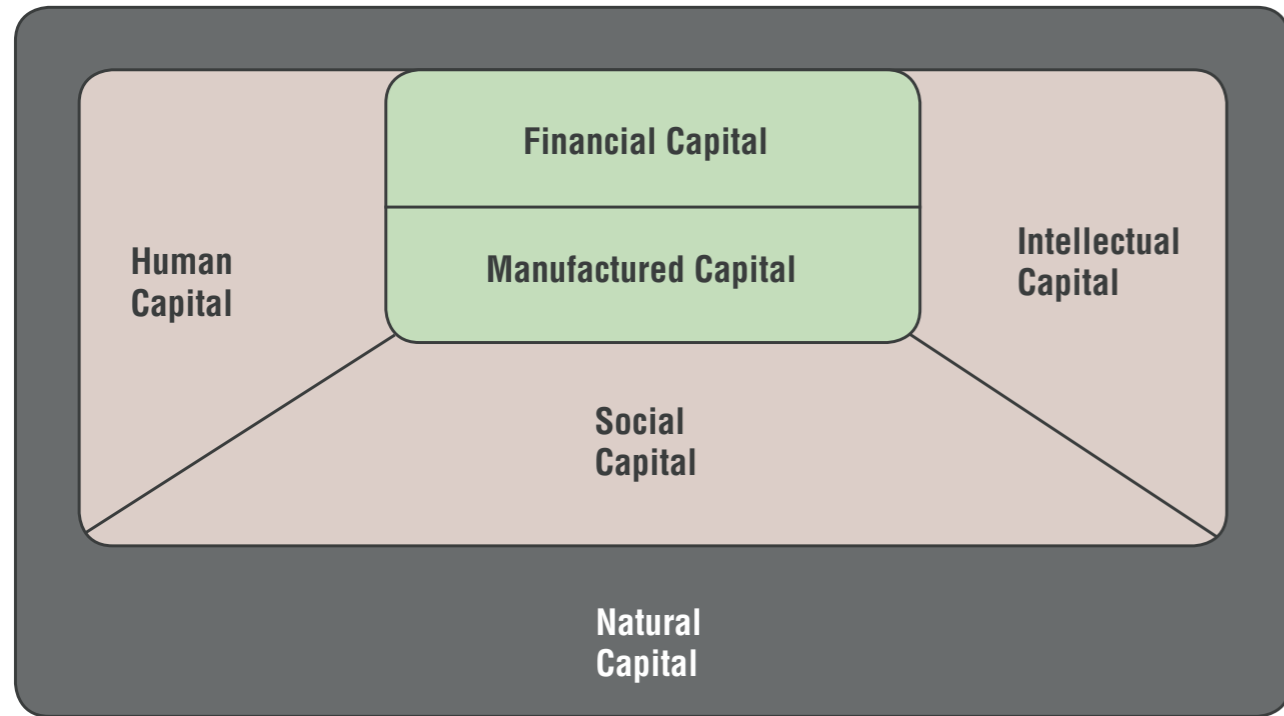 Financial Capital
Manufactured Capital
Human
Capital
Intellectual
Capital
Social
Capital
Natural
Capital